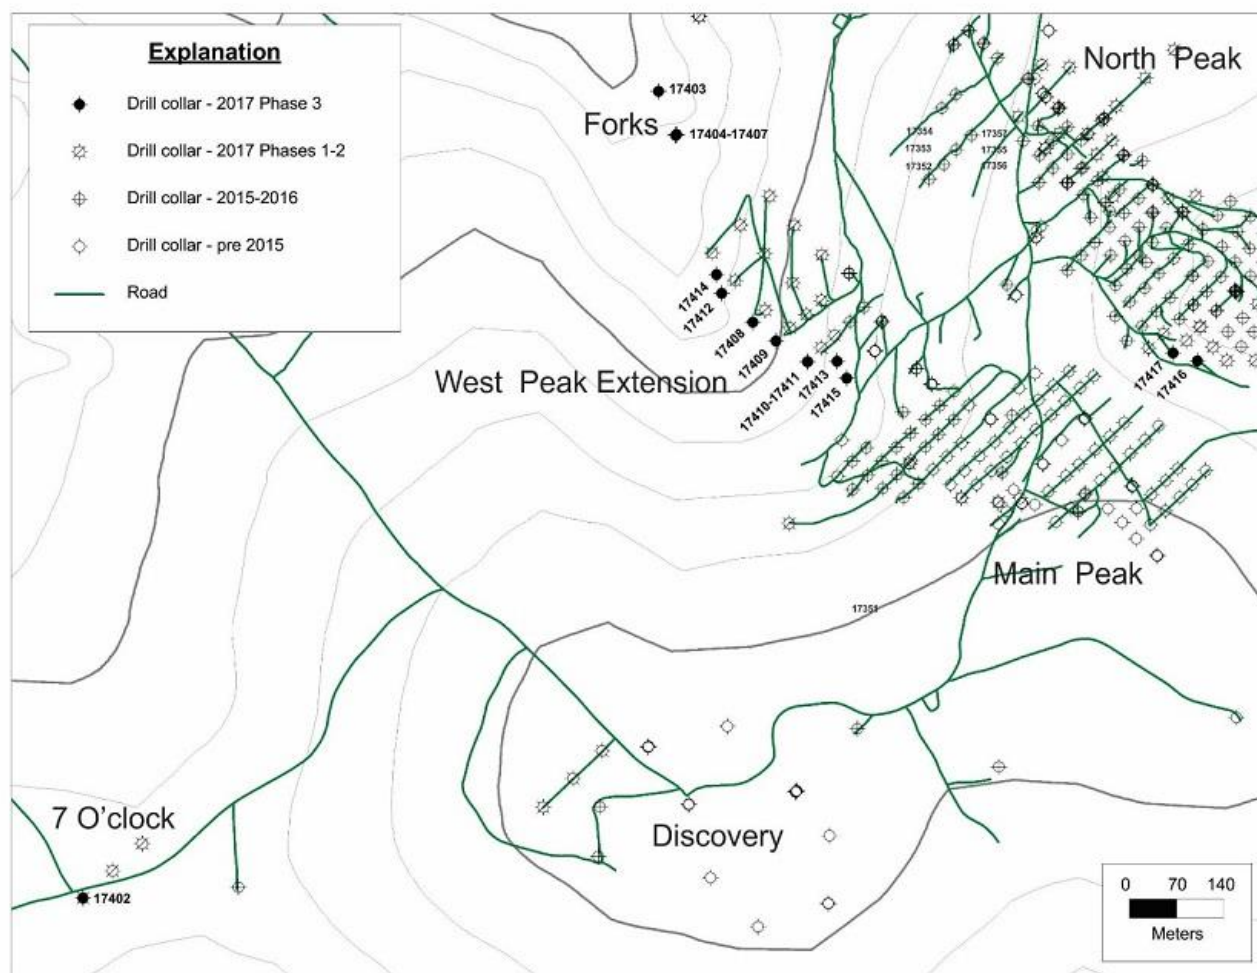 Explanation
Drill collar - 2017 Phase 3
Drill collar - 2017 Phases 1-2
Drill collar - 2015-2016
Drill collar - pre 2015
Road
North Peak
17403
Forks
17404-17407
17354
17353
17352
17357
17355
17356
17414
17412
17408
17409
17410-17411
17413
17415
17417
17416
West Peak Extension
Main Peak
17351
7 O'clock
Discovery
17402
0 70 140
Meters